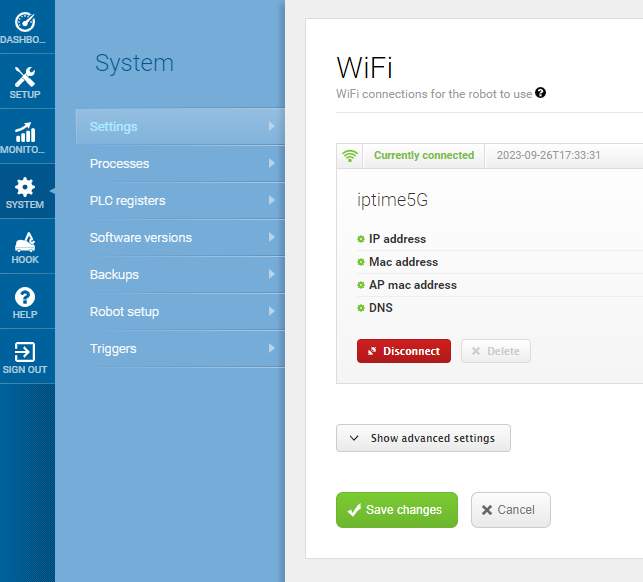 DASHBO...
SETUP
MONITO...
SYSTEM
HOOK
HELP
SIGN OUT
System
Settings
Processes
PLC registers
Software versions
Backups
Robot setup
Triggers
WiFi
WiFi connections for the robot to use ?
Currently connected 2023-09-26T17:33:31
iptime5G
IP address
Mac address
AP mac address
DNS
Disconnect Delete
Show advanced settings
Save changes Cancel